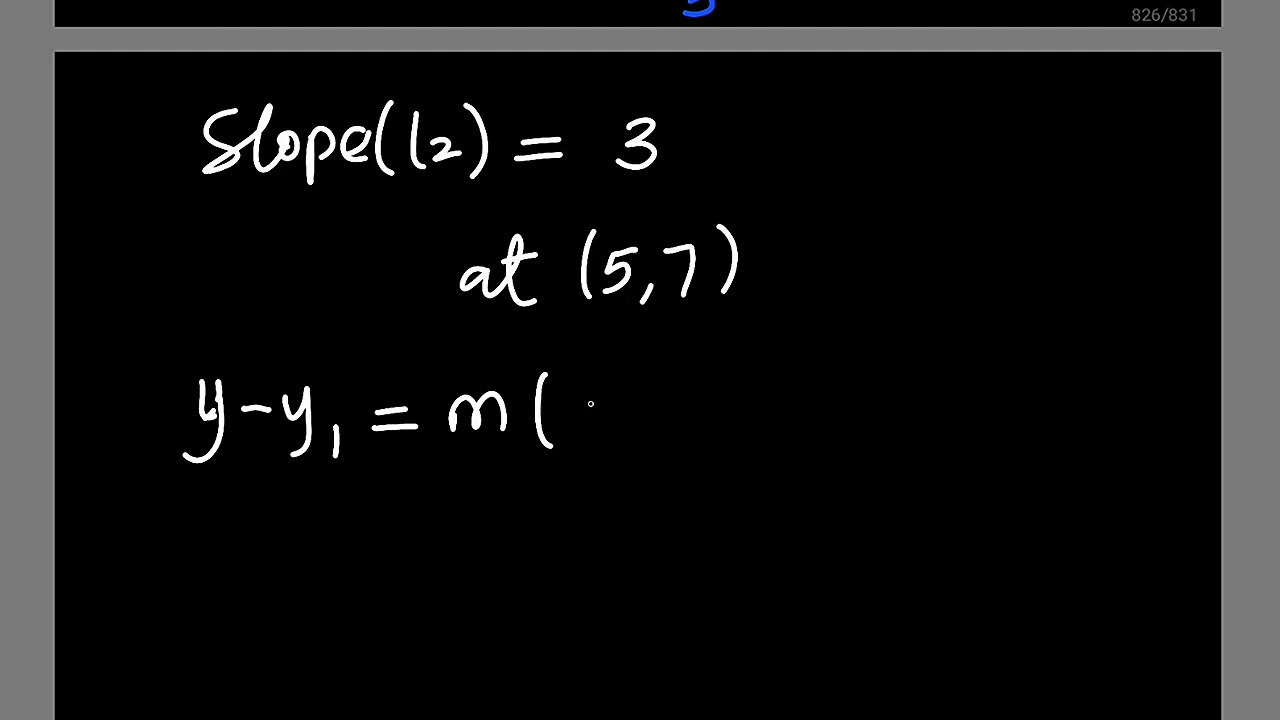 826/831
Slope(l2) = 3
at (5,7)
y-y₁ = m (